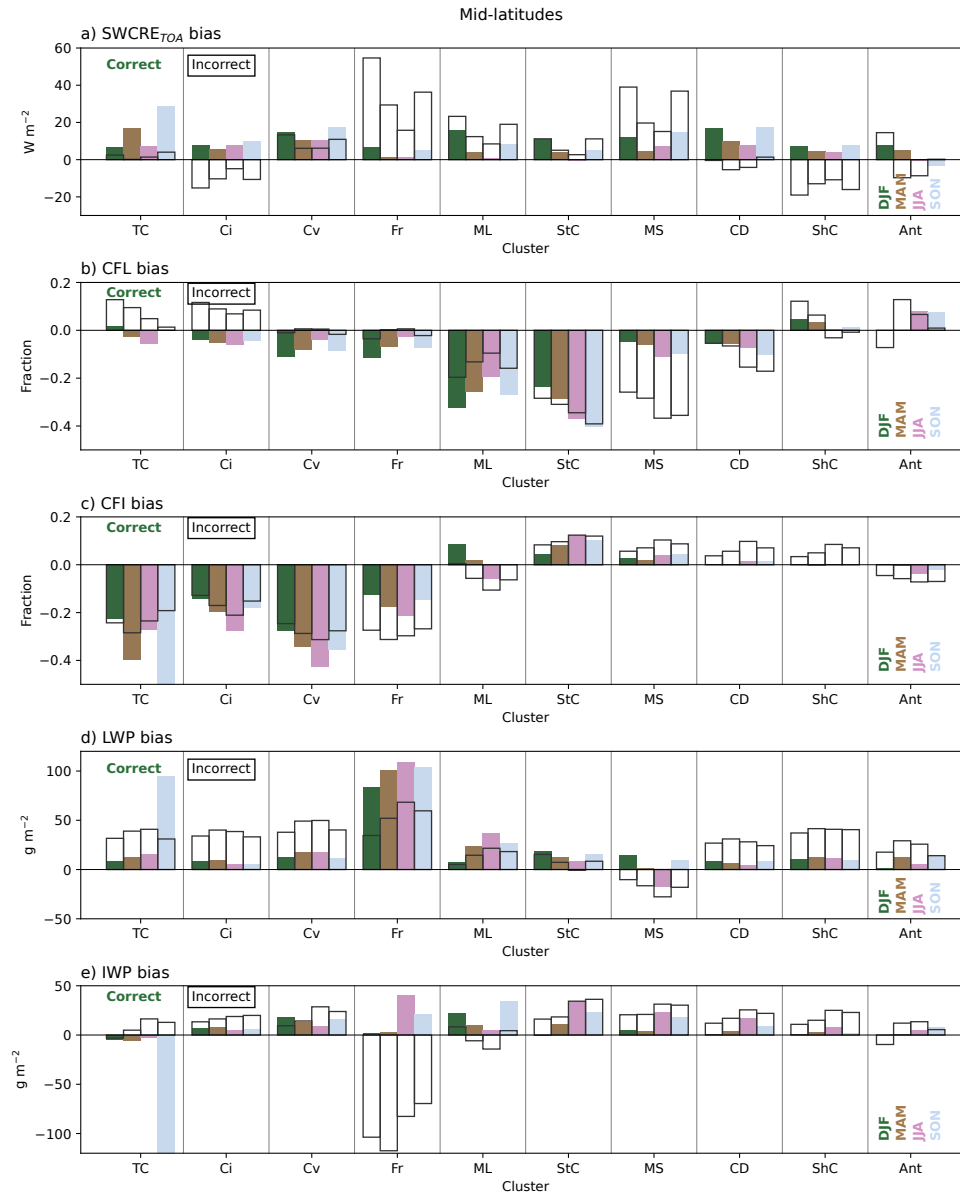 Mid-latitudes
a) SWCRE_TOA bias
Correct Incorrect
60
40
20
0
−20
W m⁻²
DJF MAM JJA SON
TC Ci Cv Fr ML StC MS CD ShC Ant
Cluster
b) CFL bias
Correct Incorrect
0.2
0.0
−0.2
−0.4
Fraction
DJF MAM JJA SON
TC Ci Cv Fr ML StC MS CD ShC Ant
Cluster
c) CFI bias
Correct Incorrect
0.2
0.0
−0.2
−0.4
Fraction
DJF MAM JJA SON
TC Ci Cv Fr ML StC MS CD ShC Ant
Cluster
d) LWP bias
Correct Incorrect
100
50
0
−50
g m⁻²
DJF MAM JJA SON
TC Ci Cv Fr ML StC MS CD ShC Ant
Cluster
e) IWP bias
Correct Incorrect
50
0
−50
−100
g m⁻²
DJF MAM JJA SON
TC Ci Cv Fr ML StC MS CD ShC Ant
Cluster